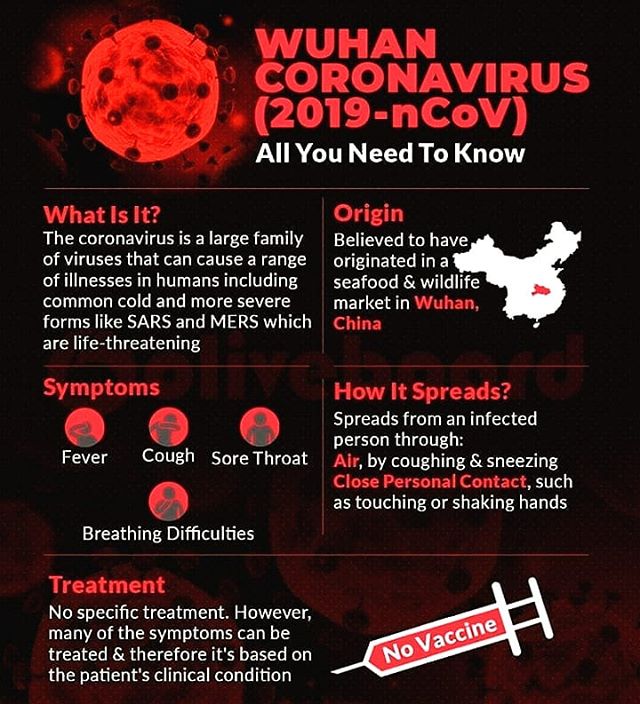 WUHAN
CORONAVIRUS
(2019-nCoV)
All You Need To Know
What Is It?
The coronavirus is a large family
of viruses that can cause a range
of illnesses in humans including
common cold and more severe
forms like SARS and MERS which
are life-threatening
Origin
Believed to have
originated in a
seafood & wildlife
market in Wuhan,
China
Symptoms
Fever
Cough
Sore Throat
Breathing Difficulties
How It Spreads?
Spreads from an infected
person through:
Air, by coughing & sneezing
Close Personal Contact, such
as touching or shaking hands
Treatment
No specific treatment. However,
many of the symptoms can be
treated & therefore it's based on
the patient's clinical condition
No Vaccine